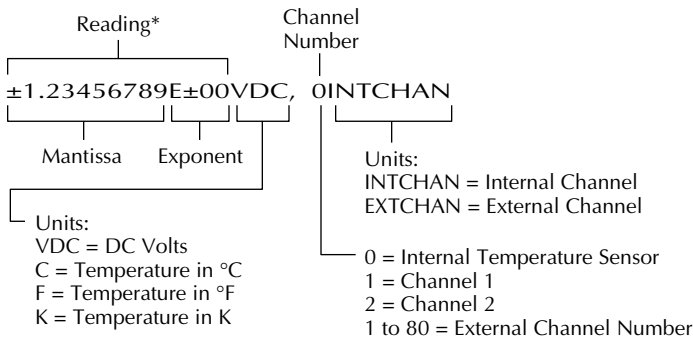 Reading*
Channel
Number
±1.23456789E±00VDC, 0INTCHAN
Mantissa
Exponent
Units:
INTCHAN = Internal Channel
EXTCHAN = External Channel
Units:
VDC = DC Volts
C = Temperature in °C
F = Temperature in °F
K = Temperature in K
0 = Internal Temperature Sensor
1 = Channel 1
2 = Channel 2
1 to 80 = External Channel Number